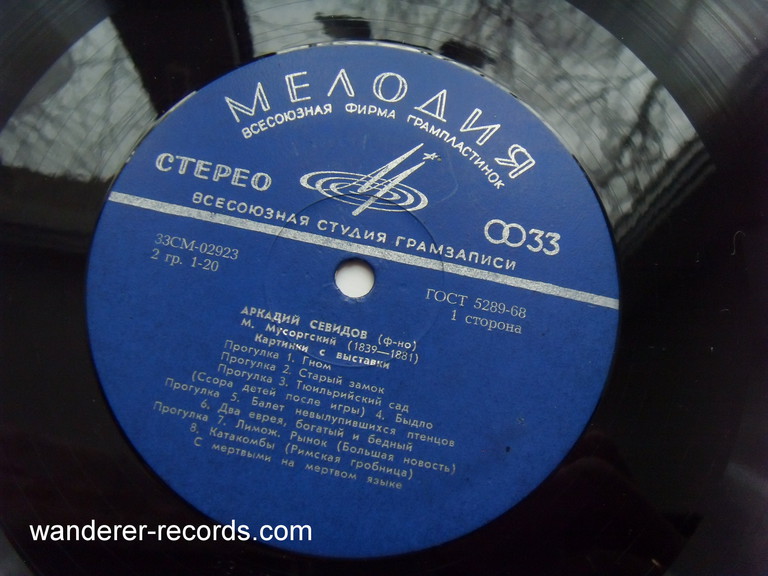 МЕЛОДИЯ
ВСЕСОЮЗНАЯ ФИРМА ГРАМПЛАСТИНОК
СТЕРЕО
33
ВСЕСОЮЗНАЯ СТУДИЯ ГРАМЗАПИСИ
33СМ-02923
2 гр. 1-20
ГОСТ 5289-68
1 сторона
АРКАДИЙ СЕВИДОВ (ф-но)
М. Мусоргский (1839—1881)
Картинки с выставки
Прогулка 1. Гном
Прогулка 2. Старый замок
Прогулка 3. Тюильрийский сад
(Ссора детей после игры) 4. Быдло
Прогулка 5. Балет невылупившихся птенцов
6. Два еврея, богатый и бедный
Прогулка 7. Лимож. Рынок (Большая новость)
8. Катакомбы (Римская гробница)
С мертвыми на мертвом языке
wanderer-records.com